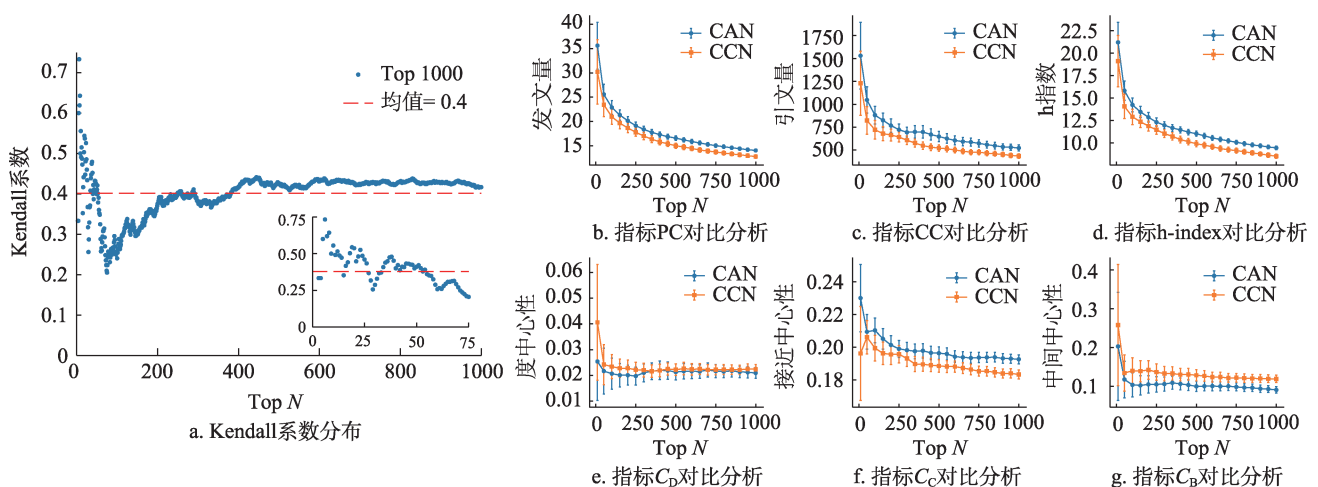 Kendall系数
0.7
0.6
0.5
0.4
0.3
0.2
0.1
0
0
200
400
600
800
1000
Top N
Top 1000
均值= 0.4
0.75
0.50
0.25
0
0
25
50
75
a. Kendall系数分布
发文量
40
35
30
25
20
15
CAN
CCN
0
250
500
750
1000
Top N
b. 指标PC对比分析
引文量
1750
1500
1250
1000
750
500
CAN
CCN
0
250
500
750
1000
Top N
c. 指标CC对比分析
h指数
22.5
20.0
17.5
15.0
12.5
10.0
CAN
CCN
0
250
500
750
1000
Top N
d. 指标h-index对比分析
度中心性
0.06
0.05
0.04
0.03
0.02
0.01
CAN
CCN
0
250
500
750
1000
Top N
e. 指标CD对比分析
接近中心性
0.24
0.22
0.20
0.18
CAN
CCN
0
250
500
750
1000
Top N
f. 指标CC对比分析
中间中心性
0.4
0.3
0.2
0.1
CAN
CCN
0
250
500
750
1000
Top N
g. 指标CB对比分析